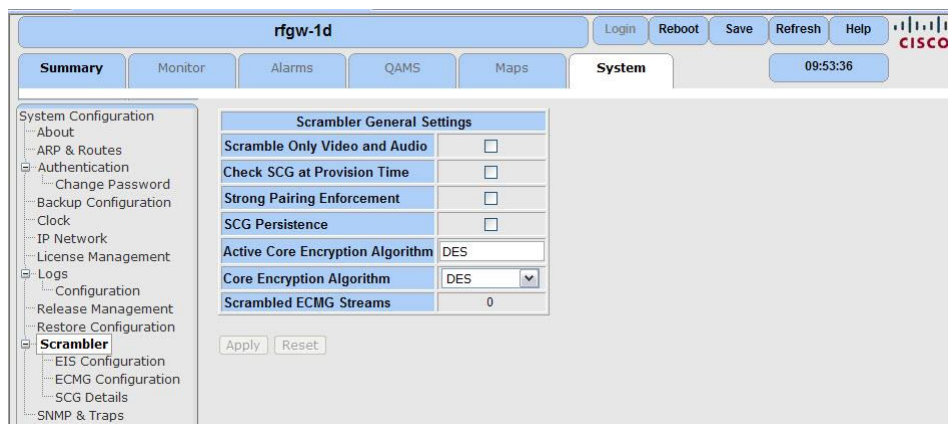 rfgw-1d
Login Reboot Save Refresh Help
CISCO
Summary Monitor Alarms QAMS Maps System
09:53:36
System Configuration
About
ARP & Routes
Authentication
Change Password
Backup Configuration
Clock
IP Network
License Management
Logs
Configuration
Release Management
Restore Configuration
Scrambler
EIS Configuration
ECMG Configuration
SCG Details
SNMP & Traps
Scrambler General Settings
Scramble Only Video and Audio
Check SCG at Provision Time
Strong Pairing Enforcement
SCG Persistence
Active Core Encryption Algorithm DES
Core Encryption Algorithm DES
Scrambled ECMG Streams 0
Apply Reset